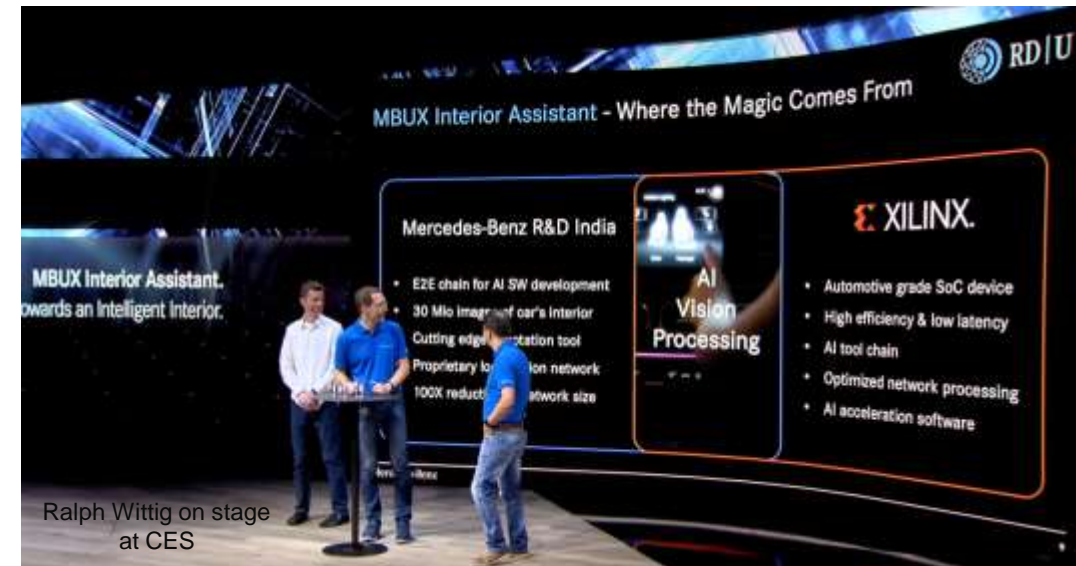 RD|U
MBUX Interior Assistant - Where the Magic Comes From
MBUX Interior Assistant.
owards an Intelligent Interior.
Mercedes-Benz R&D India
• E2E chain for AI SW development
• 30 Mio of car's interior
Cutting edge tool
Proprietary network
100X size
AI
Vision
Processing
XILINX.
• Automotive grade SoC device
• High efficiency & low latency
• AI tool chain
• Optimized network processing
• AI acceleration software
Ralph Wittig on stage
at CES